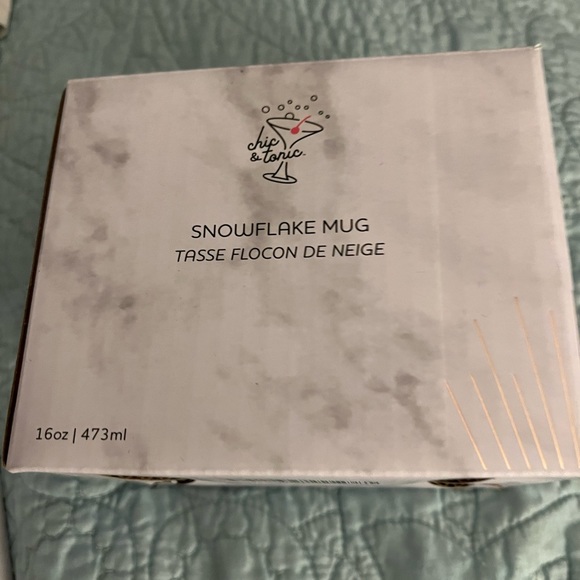 chic
& tonic.
SNOWFLAKE MUG
TASSE FLOCON DE NEIGE
16oz | 473ml